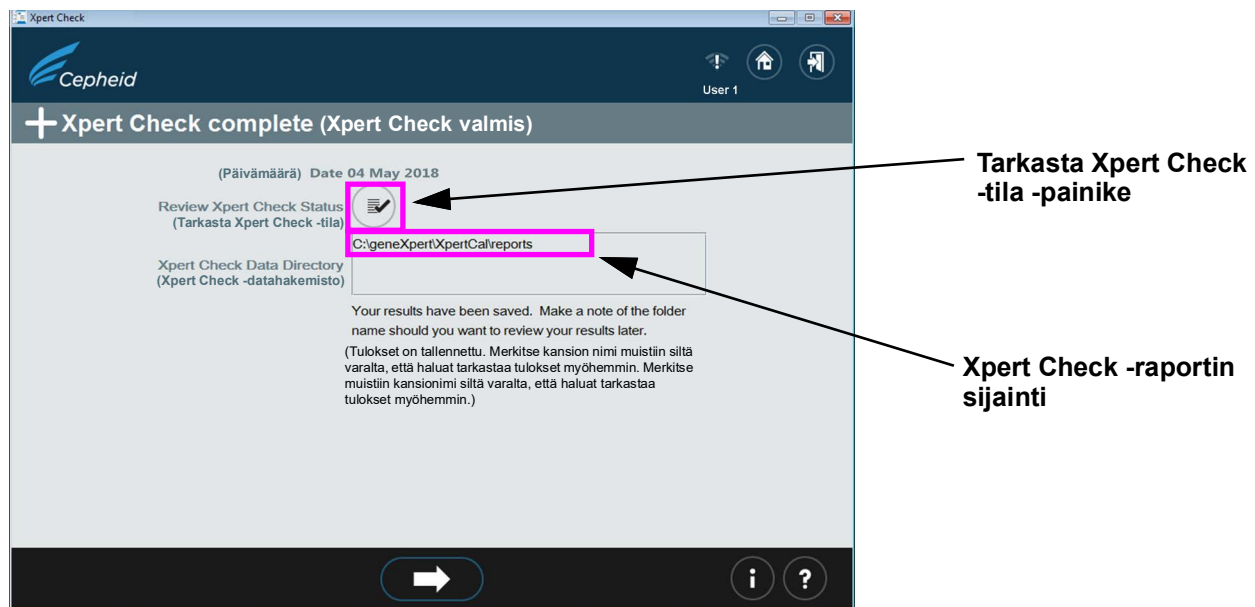 Xpert Check
Cepheid
User 1
Xpert Check complete (Xpert Check valmis)
(Päivämäärä) Date 04 May 2018
Review Xpert Check Status
(Tarkasta Xpert Check -tila)
C:\geneXpert\XpertCal\reports
Xpert Check Data Directory
(Xpert Check -datahakemisto)
Your results have been saved. Make a note of the folder
name should you want to review your results later.
(Tulokset on tallennettu. Merkitse kansion nimi muistiin siltä
varalta, että haluat tarkastaa tulokset myöhemmin. Merkitse
muistiin kansionimi siltä varalta, että haluat tarkastaa
tulokset myöhemmin.)
Tarkasta Xpert Check
-tila -painike
Xpert Check -raportin
sijainti
i ?